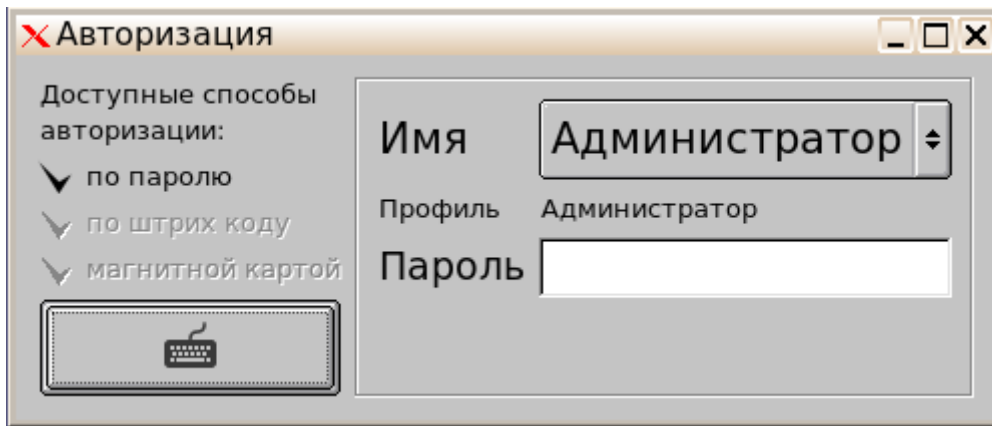 Авторизация
Доступные способы
авторизации:
по паролю
по штрих коду
магнитной картой
Имя
Администратор
Профиль
Администратор
Пароль